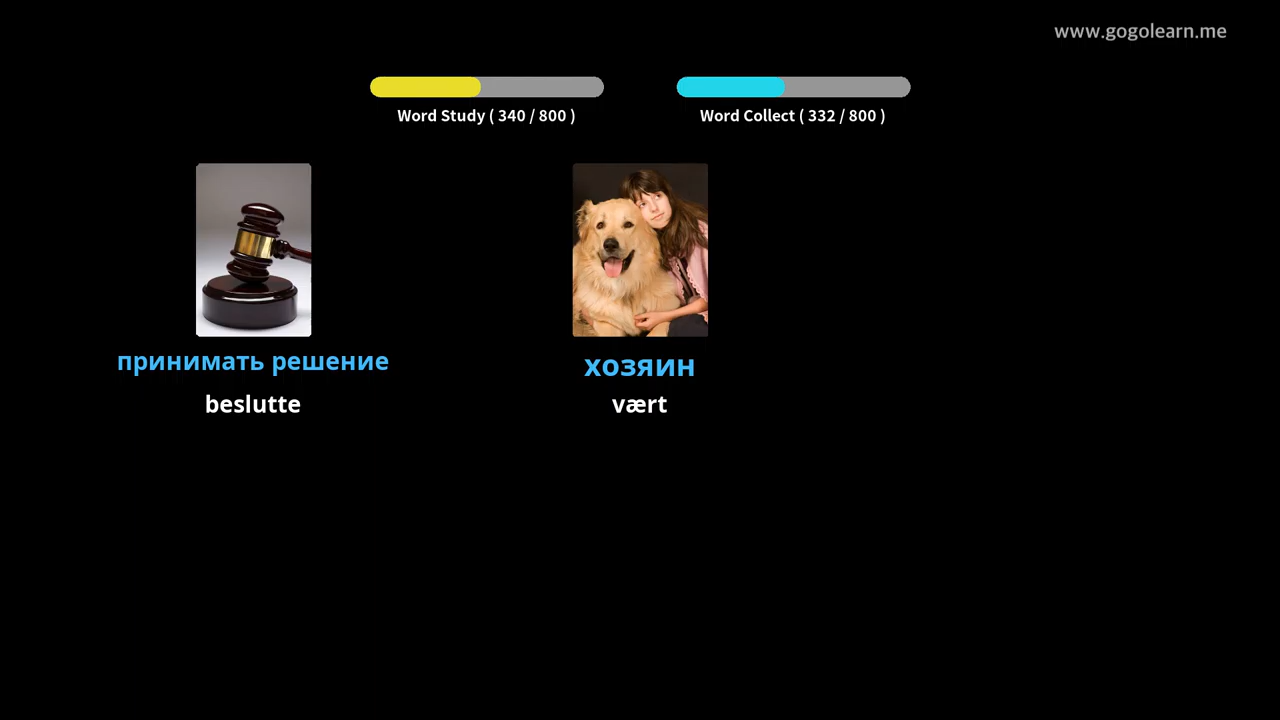 www.gogolearn.me
Word Study ( 340 / 800 )
Word Collect ( 332 / 800 )
принимать решение
beslutte
хозяин
vært